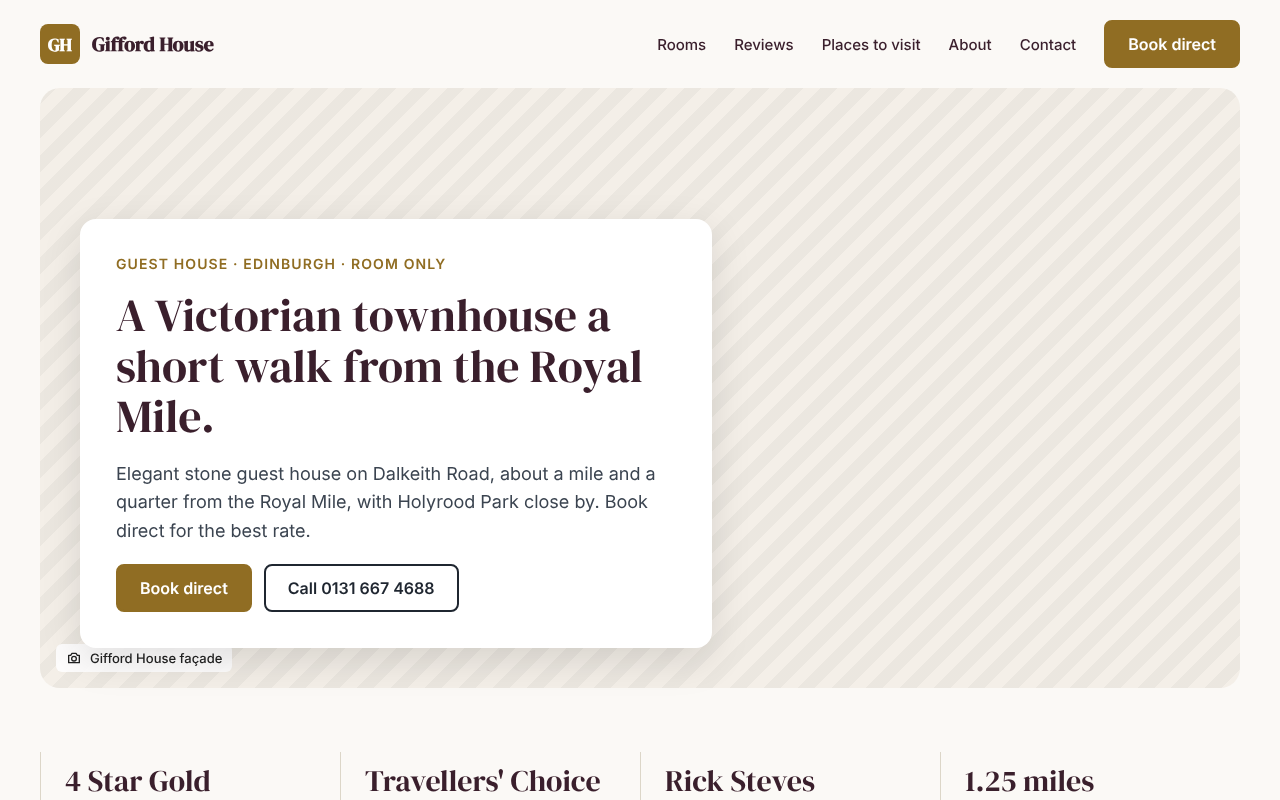 GH Gifford House
Rooms Reviews Places to visit About Contact Book direct
GUEST HOUSE · EDINBURGH · ROOM ONLY
A Victorian townhouse a
short walk from the Royal
Mile.
Elegant stone guest house on Dalkeith Road, about a mile and a
quarter from the Royal Mile, with Holyrood Park close by. Book
direct for the best rate.
Book direct Call 0131 667 4688
Gifford House façade
4 Star Gold Travellers' Choice Rick Steves 1.25 miles